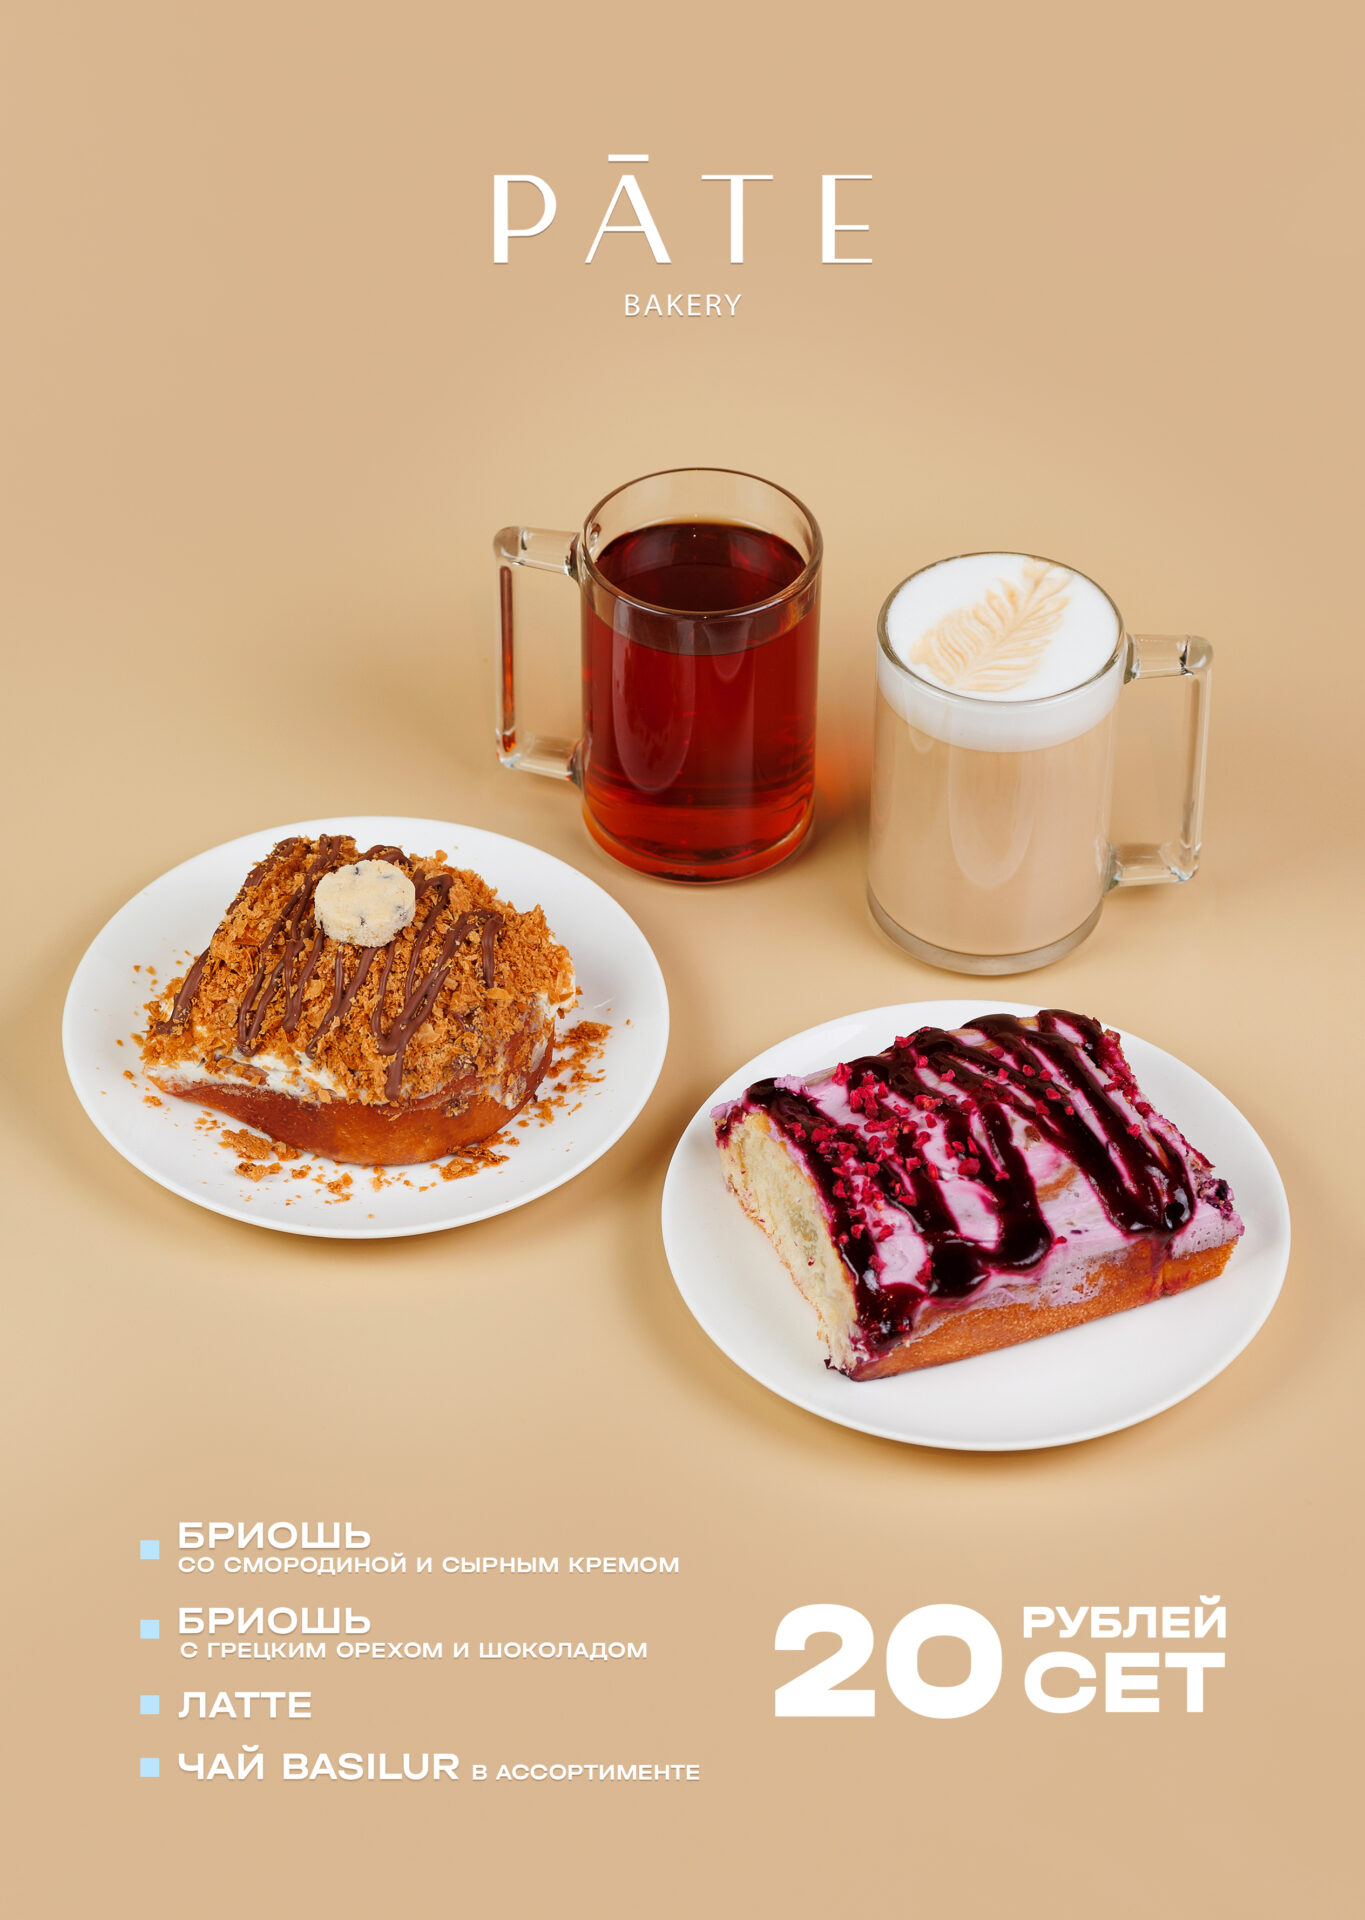 PĀTE
BAKERY
БРИОШЬ
СО СМОРОДИНОЙ И СЫРНЫМ КРЕМОМ
БРИОШЬ
С ГРЕЦКИМ ОРЕХОМ И ШОКОЛАДОМ
ЛАТТЕ
ЧАЙ BASILUR В АССОРТИМЕНТЕ
20 РУБЛЕЙ
СЕТ